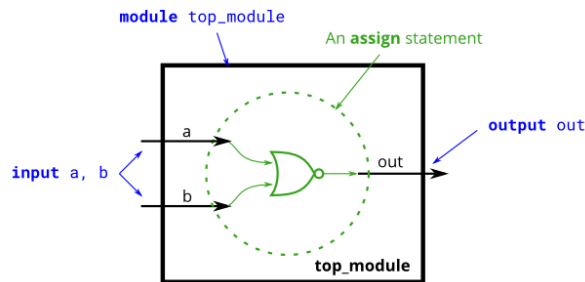 module top_module
An assign statement
a
out
output out
input a, b
b
top_module